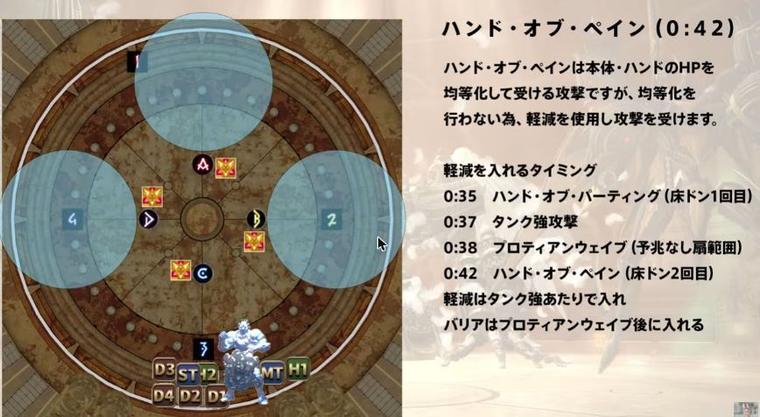 ハンド・オブ・ペイン (0:42)
ハンド・オブ・ペインは本体・ハンドのHPを
均等化して受ける攻撃ですが、均等化を
行わない為、軽減を使用し攻撃を受けます。
軽減を入れるタイミング
0:35 ハンド・オブ・パーティング (床ドン1回目)
0:37 タンク強攻撃
0:38 プロティアンウェイブ (予兆なし扇範囲)
0:42 ハンド・オブ・ペイン (床ドン2回目)
軽減はタンク強あたりで入れ
バリアはプロティアンウェイブ後に入れる
1
A
4 D B 2
C
3
D3 ST H2 MT H1
D4 D2 D1